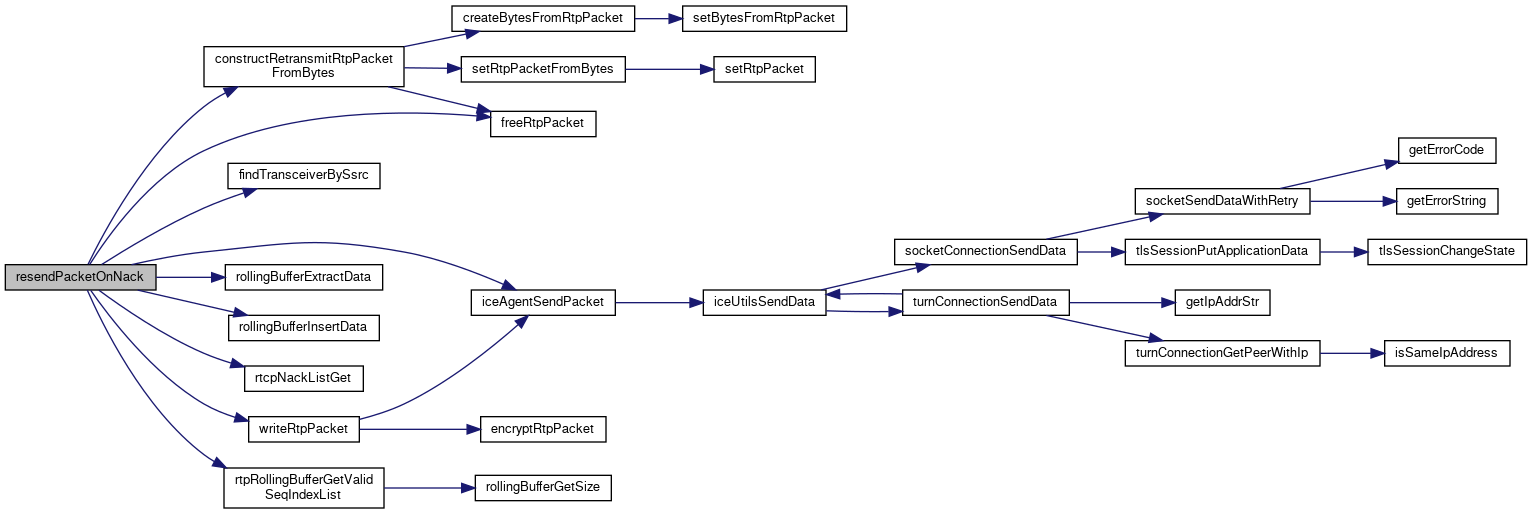 createBytesFromRtpPacket
setBytesFromRtpPacket
constructRetransmitRtpPacket
FromBytes
setRtpPacketFromBytes
setRtpPacket
freeRtpPacket
getErrorCode
findTransceiverBySsrc
socketSendDataWithRetry
getErrorString
socketConnectionSendData
tlsSessionPutApplicationData
tlsSessionChangeState
resendPacketOnNack
rollingBufferExtractData
iceAgentSendPacket
iceUtilsSendData
turnConnectionSendData
getIpAddrStr
rollingBufferInsertData
turnConnectionGetPeerWithIp
isSameIpAddress
rtcpNackListGet
writeRtpPacket
encryptRtpPacket
rtpRollingBufferGetValid
SeqIndexList
rollingBufferGetSize